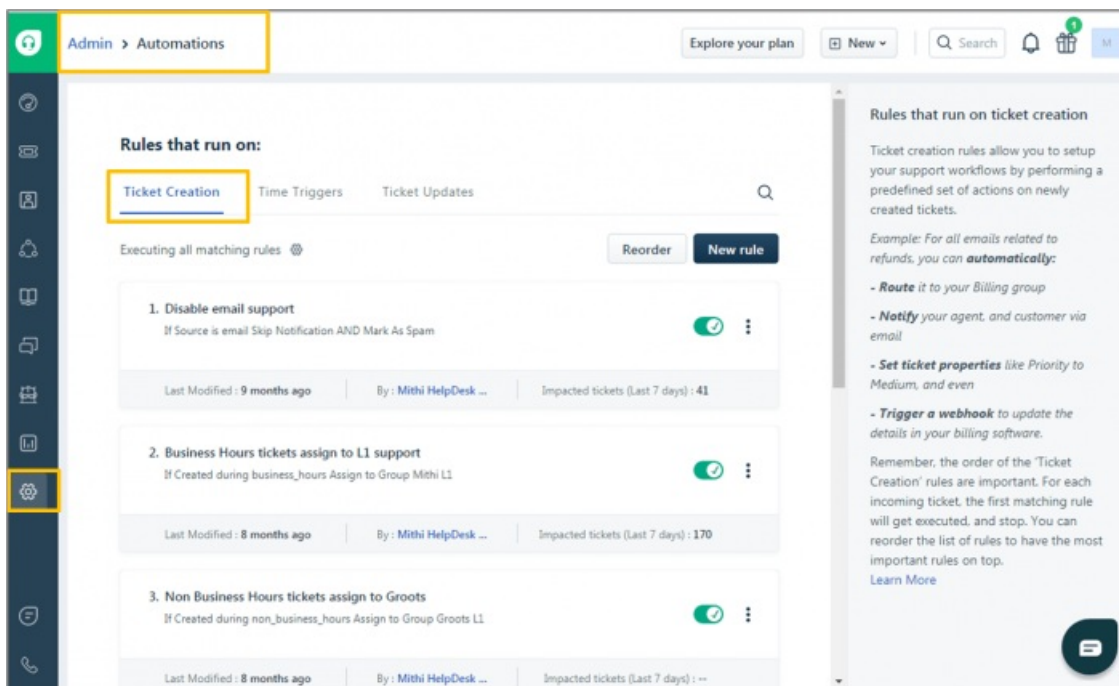 Admin > Automations
Explore your plan
New
Search
1
M
Rules that run on:
Ticket Creation
Time Triggers
Ticket Updates
Executing all matching rules
Reorder
New rule
1. Disable email support
If Source is email Skip Notification AND Mark As Spam
Last Modified : 9 months ago
By : Mithi HelpDesk ...
Impacted tickets (Last 7 days) : 41
2. Business Hours tickets assign to L1 support
If Created during business_hours Assign to Group Mithi L1
Last Modified : 8 months ago
By : Mithi HelpDesk ...
Impacted tickets (Last 7 days) : 170
3. Non Business Hours tickets assign to Groots
If Created during non_business_hours Assign to Group Groots L1
Last Modified : 8 months ago
By : Mithi HelpDesk ...
Impacted tickets (Last 7 days) : --
Rules that run on ticket creation
Ticket creation rules allow you to setup
your support workflows by performing a
predefined set of actions on newly
created tickets.
Example: For all emails related to
refunds, you can automatically:
- Route it to your Billing group
- Notify your agent, and customer via
email
- Set ticket properties like Priority to
Medium, and even
- Trigger a webhook to update the
details in your billing software.
Remember, the order of the 'Ticket
Creation' rules are important. For each
incoming ticket, the first matching rule
will get executed, and stop. You can
reorder the list of rules to have the most
important rules on top.
Learn More